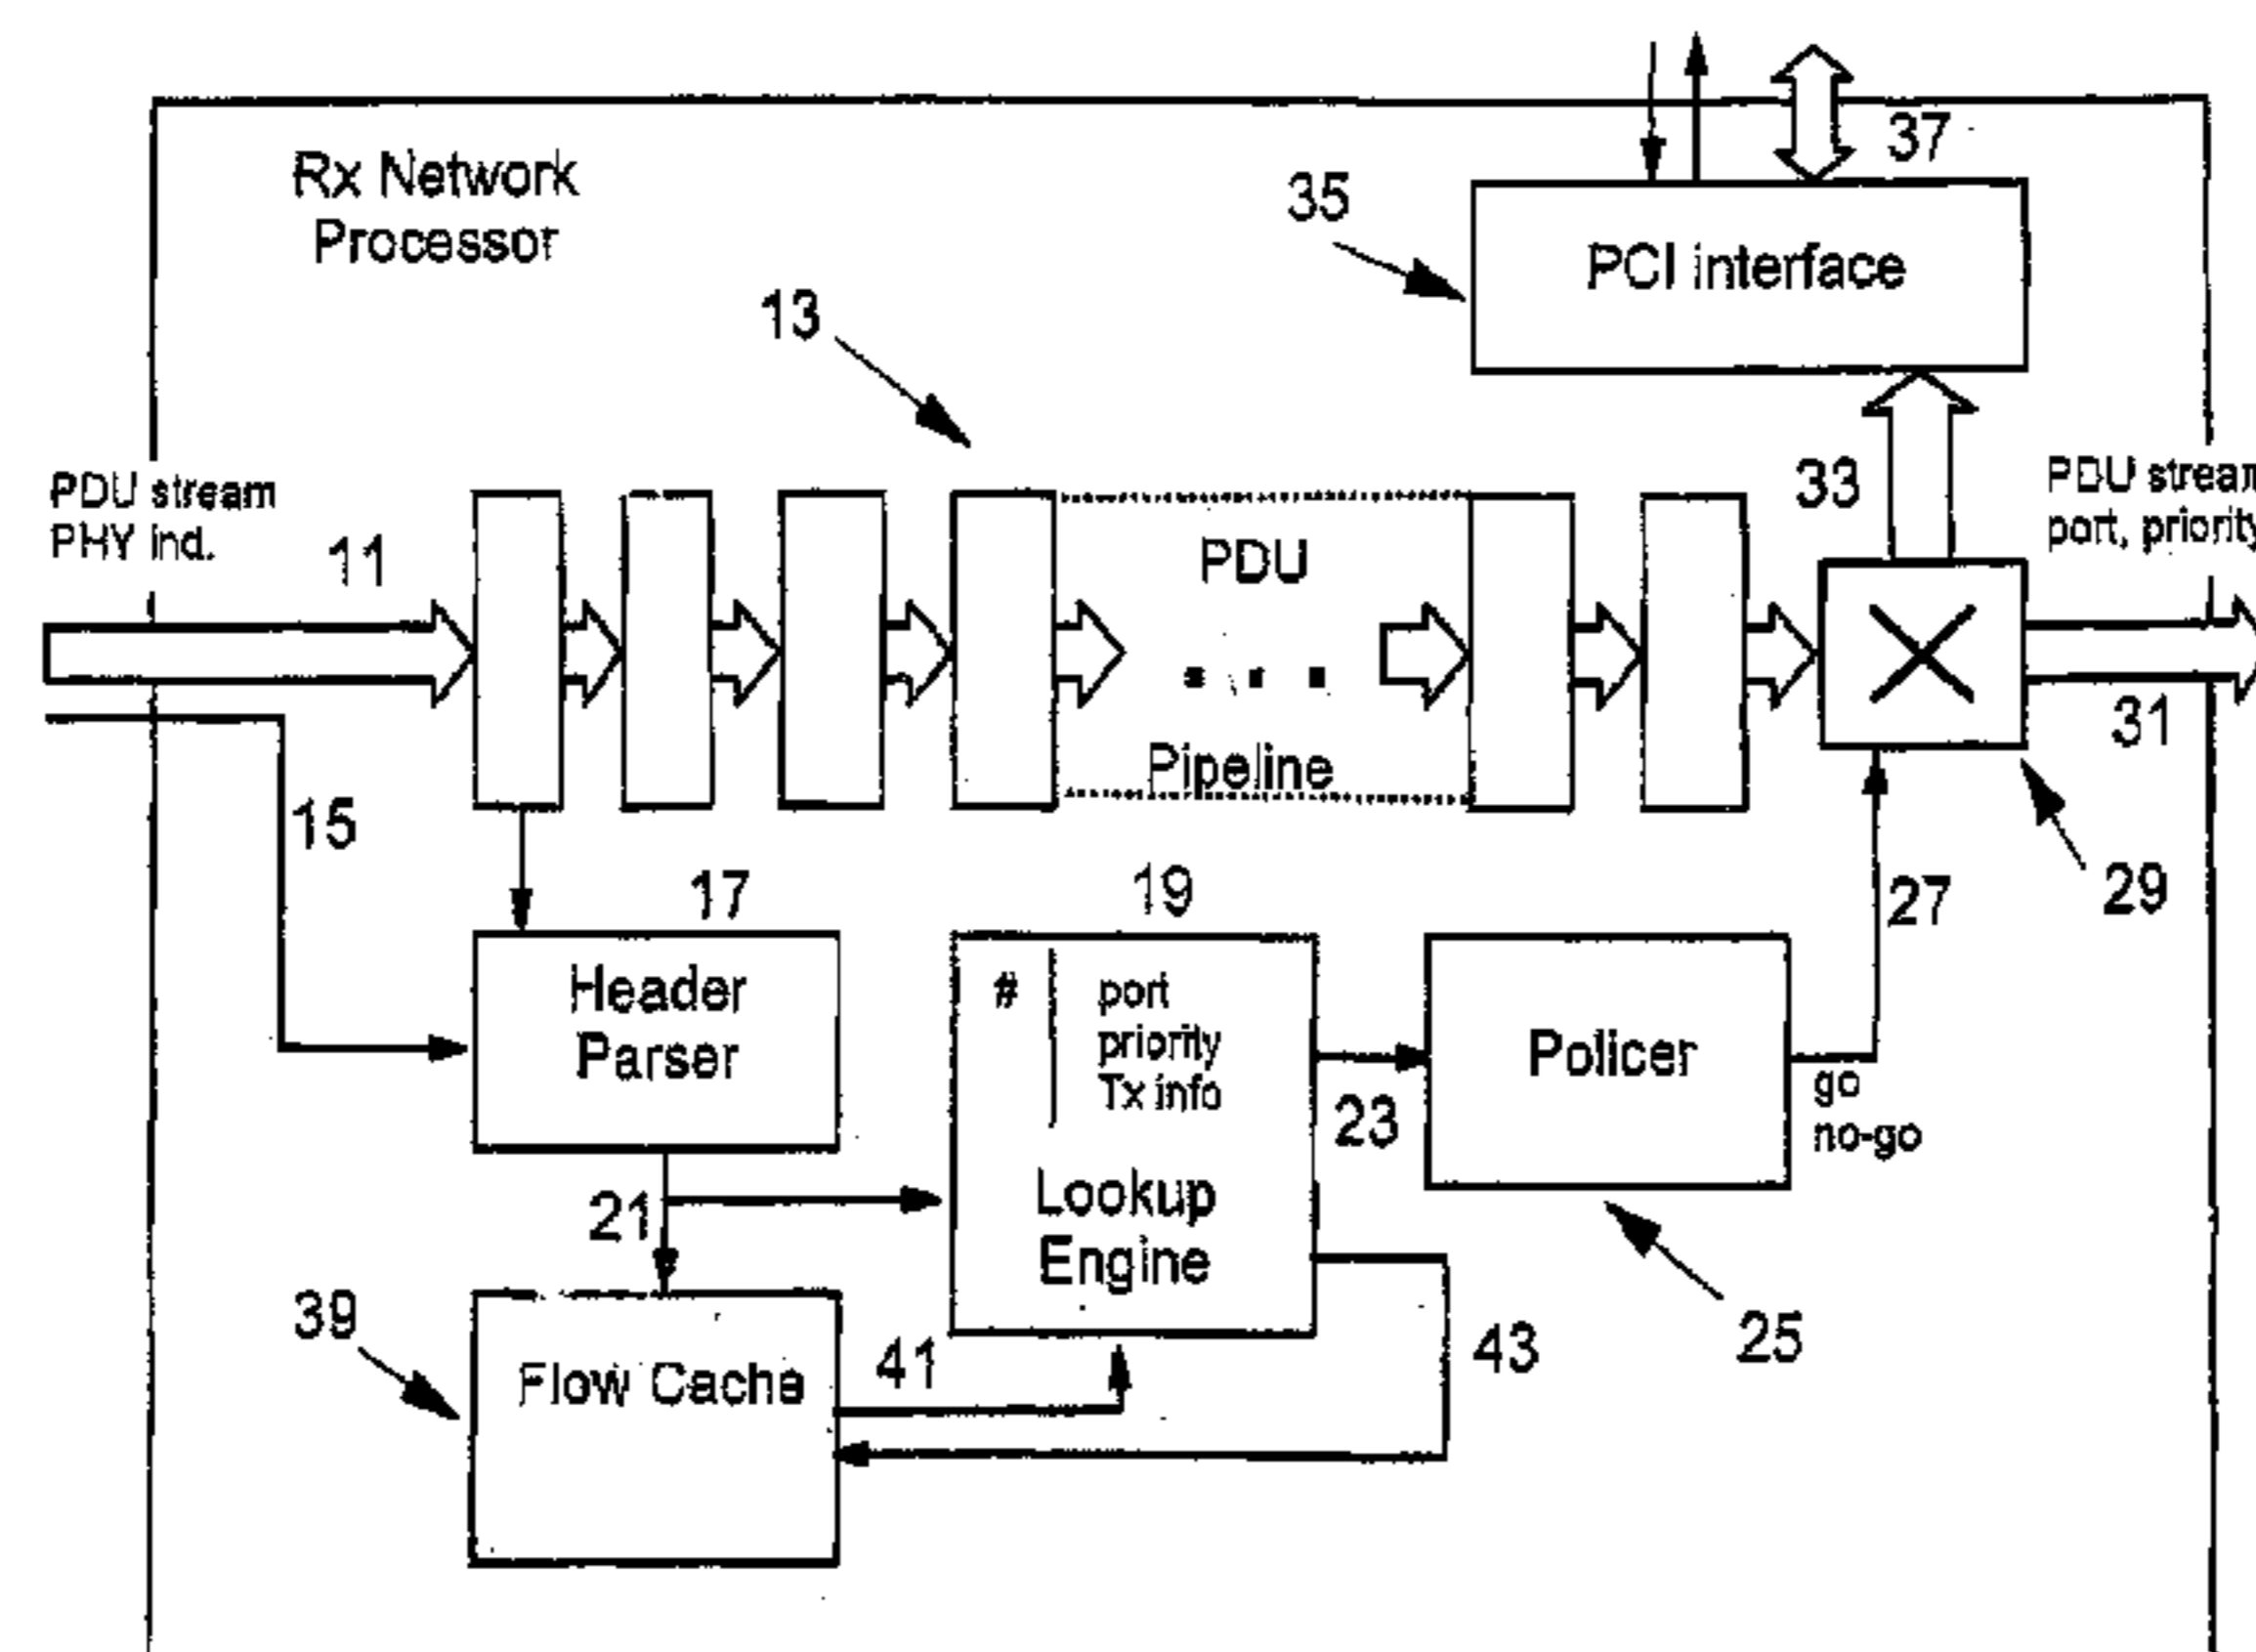 37
Rx Network
Processor
35
PCI interface
13
PDU stream
PHY ind.
11
PDU
Pipeline
33
PDU stream
port, priority
31
15
17
19
27
29
Header
Parser
#
port
priority
Tx info
Lookup
Engine
23
Policer
go
no-go
21
39
Flow Cache
41
43
25